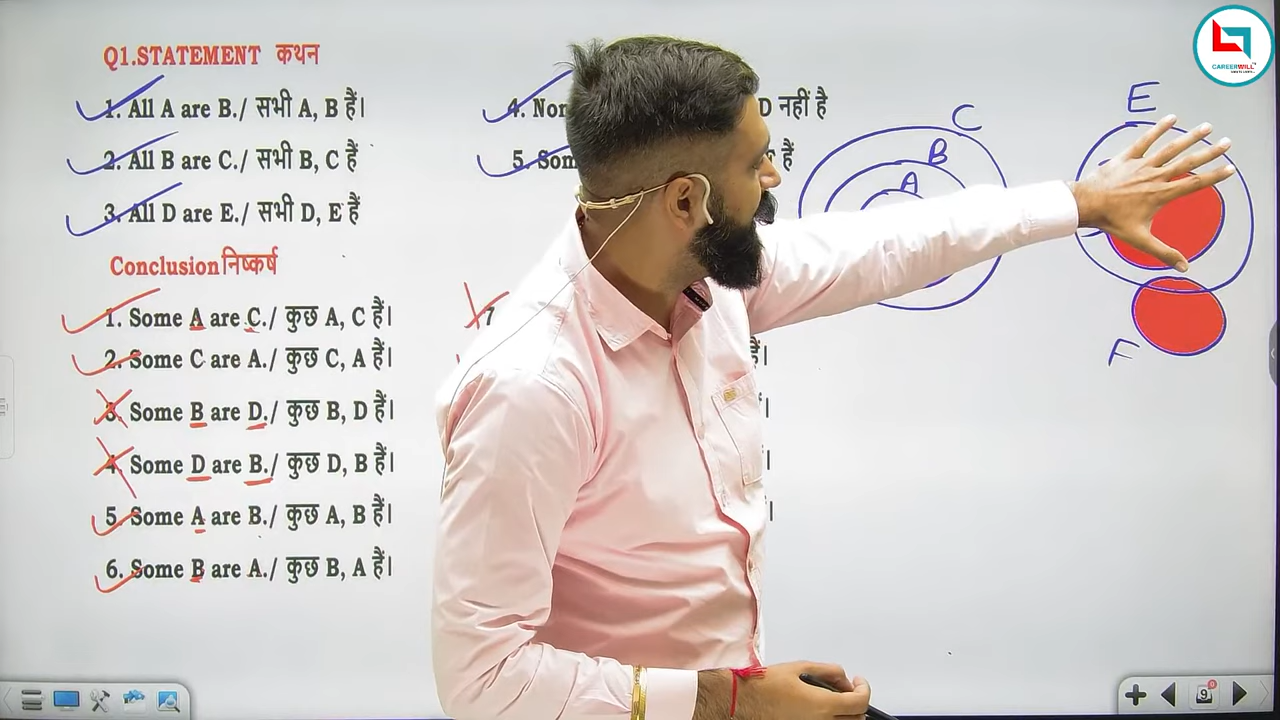 Q1.STATEMENT कथन
1. All A are B./ सभी A, B हैं।
2. All B are C./ सभी B, C हैं
3. All D are E./ सभी D, E हैं
4. D नहीं है
5. हैं
Conclusion निष्कर्ष
1. Some A are C./ कुछ A, C हैं।
2. Some C are A./ कुछ C, A हैं।
3. Some B are D./ कुछ B, D हैं।
4. Some D are B./ कुछ D, B हैं।
5. Some A are B./ कुछ A, B हैं।
6. Some B are A./ कुछ B, A हैं।
7
C
B
A
E
F
CAREERWILL
9